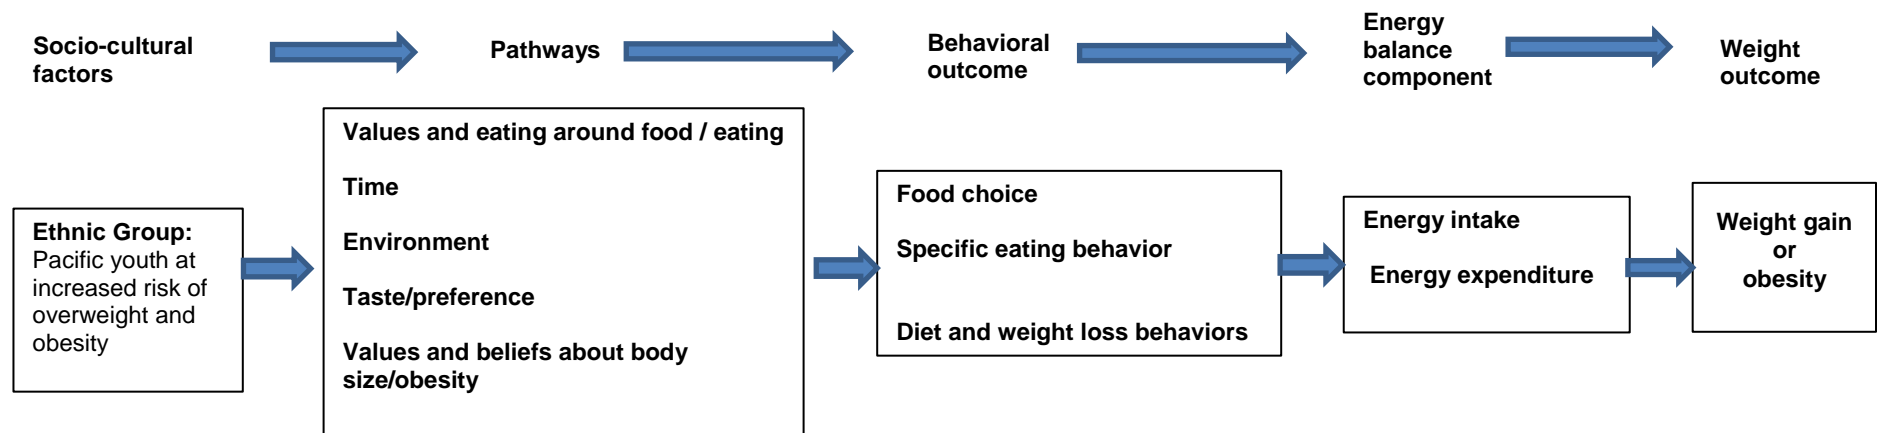 Socio-cultural
factors
Pathways
Behavioral
outcome
Energy
balance
component
Weight
outcome
Ethnic Group:
Pacific youth at
increased risk of
overweight and
obesity
Values and eating around food / eating
Time
Environment
Taste/preference
Values and beliefs about body
size/obesity
Food choice
Specific eating behavior
Diet and weight loss behaviors
Energy intake
Energy expenditure
Weight gain
or
obesity